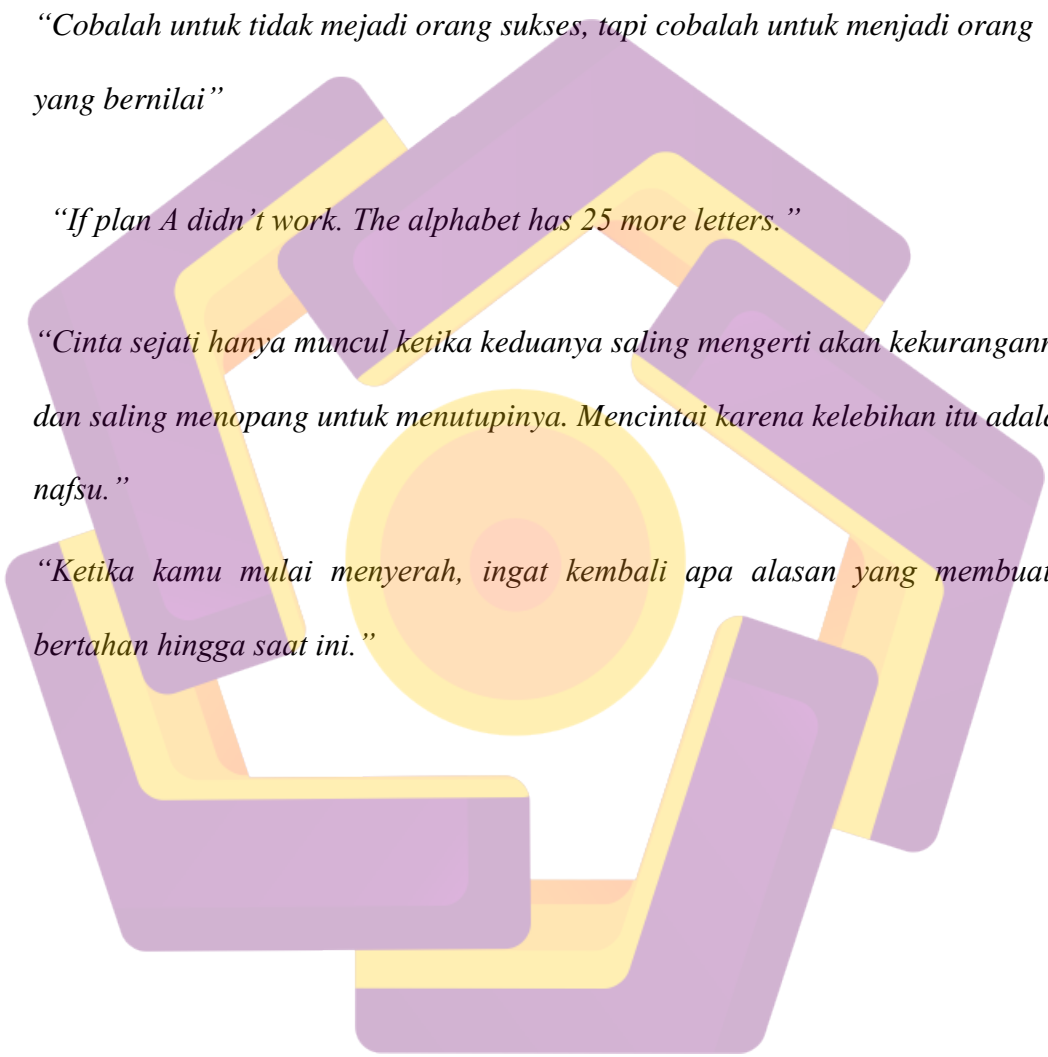 “Cobalah untuk tidak mejadi orang sukses, tapi cobalah untuk menjadi orang
yang bernilai”
“If plan A didn’t work. The alphabet has 25 more letters.”
“Cinta sejati hanya muncul ketika keduanya saling mengerti akan
dan saling menopang untuk menutupinya. Mencintai karena kelebihan itu
nafsu.”
“Ketika kamu mulai menyerah, ingat kembali apa alasan yang membuat
bertahan hingga saat ini.”